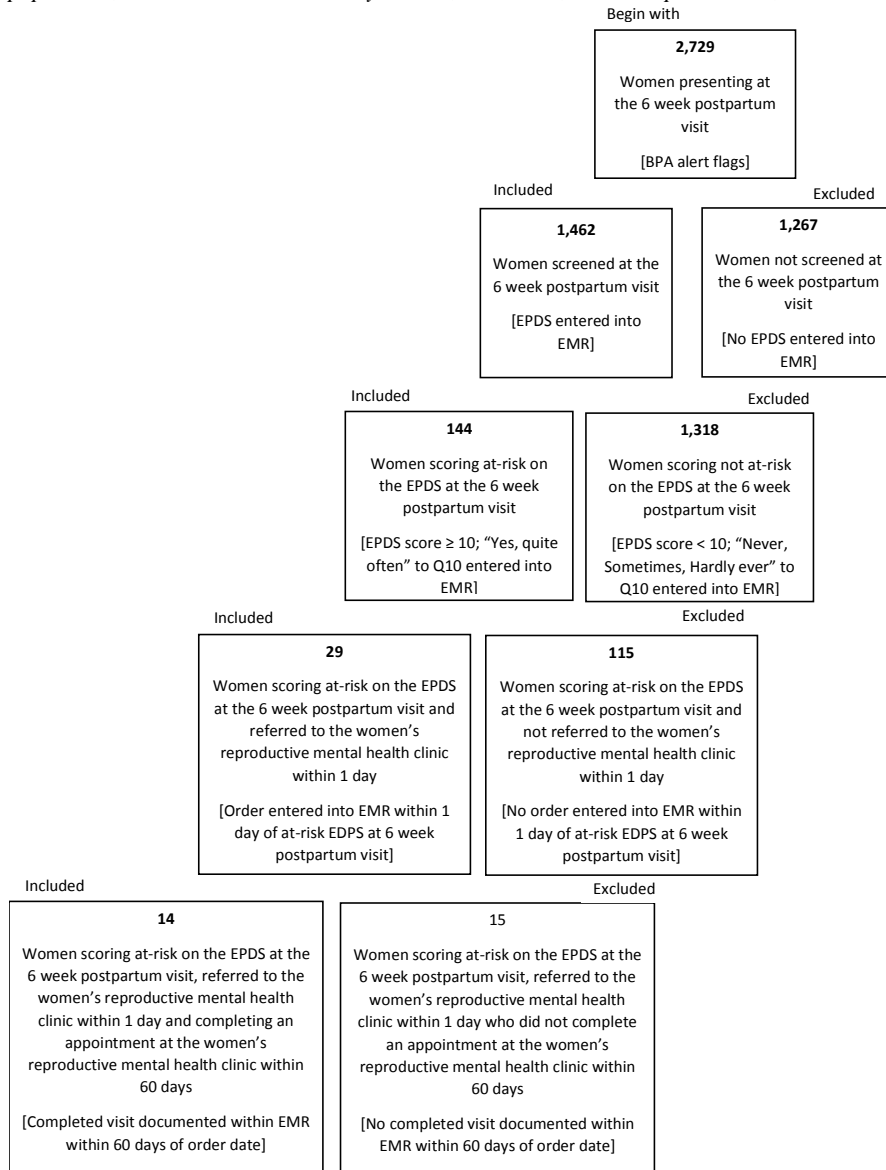 Begin with
2,729
Women presenting at
the 6 week postpartum
visit
[BPA alert flags]
Included
Excluded
1,462
Women screened at the
6 week postpartum visit
[EPDS entered into
EMR]
1,267
Women not screened at
the 6 week postpartum
visit
[No EPDS entered into
EMR]
Included
Excluded
144
Women scoring at-risk on
the EPDS at the 6 week
postpartum visit
[EPDS score ≥ 10; “Yes, quite
often” to Q10 entered into
EMR]
1,318
Women scoring not at-risk
on the EPDS at the 6 week
postpartum visit
[EPDS score < 10; “Never,
Sometimes, Hardly ever” to
Q10 entered into EMR]
Included
Excluded
29
Women scoring at-risk on the EPDS
at the 6 week postpartum visit and
referred to the women’s
reproductive mental health clinic
within 1 day
[Order entered into EMR within 1
day of at-risk EDPS at 6 week
postpartum visit]
115
Women scoring at-risk on the EPDS
at the 6 week postpartum visit and
not referred to the women’s
reproductive mental health clinic
within 1 day
[No order entered into EMR within
1 day of at-risk EDPS at 6 week
postpartum visit]
Included
Excluded
14
Women scoring at-risk on the EPDS at the
6 week postpartum visit, referred to the
women’s reproductive mental health
clinic within 1 day and completing an
appointment at the women’s
reproductive mental health clinic within
60 days
[Completed visit documented within EMR
within 60 days of order date]
15
Women scoring at-risk on the EPDS at the
6 week postpartum visit, referred to the
women’s reproductive mental health
clinic within 1 day who did not complete
an appointment at the women’s
reproductive mental health clinic within
60 days
[No completed visit documented within
EMR within 60 days of order date]